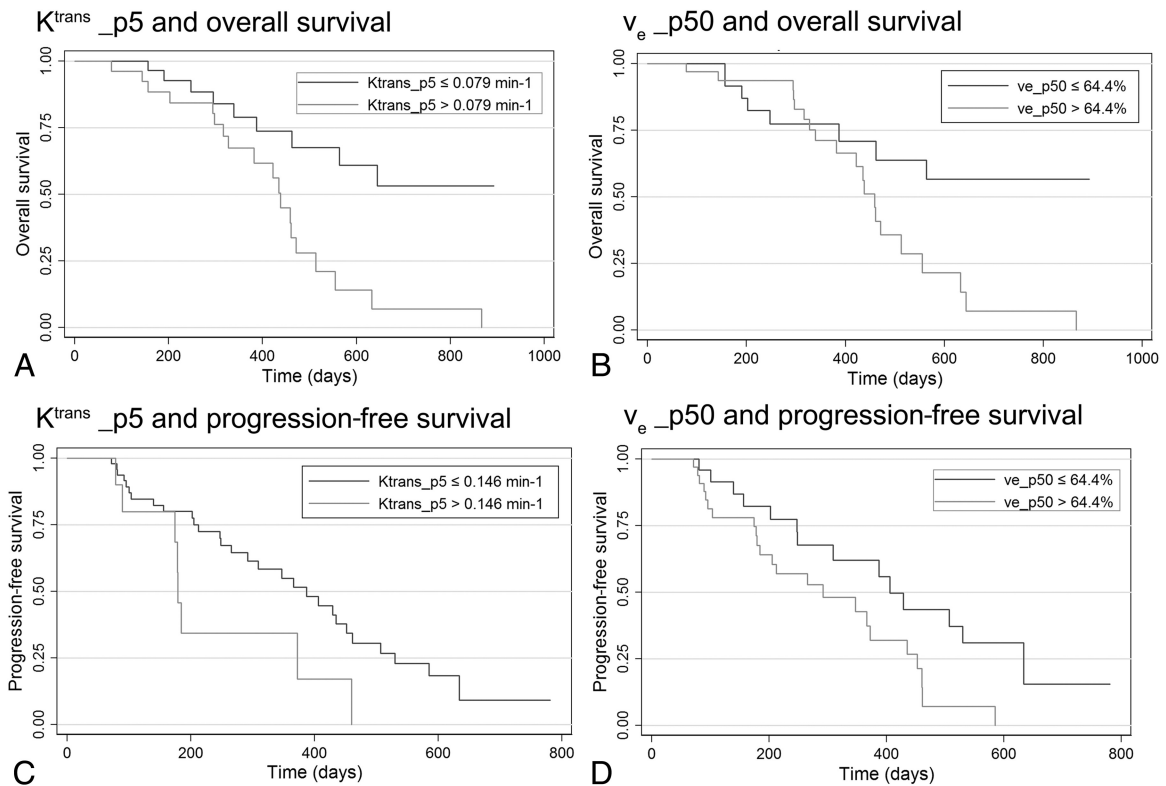 K^trans _p5 and overall survival
1.00
0.75
0.50
0.25
0.00
Overall survival
Ktrans_p5 ≤ 0.079 min-1
Ktrans_p5 > 0.079 min-1
0 200 400 600 800 1000
Time (days)
A
v_e _p50 and overall survival
1.00
0.75
0.50
0.25
0.00
Overall survival
ve_p50 ≤ 64.4%
ve_p50 > 64.4%
0 200 400 600 800 1000
Time (days)
B
K^trans _p5 and progression-free survival
1.00
0.75
0.50
0.25
0.00
Progression-free survival
Ktrans_p5 ≤ 0.146 min-1
Ktrans_p5 > 0.146 min-1
0 200 400 600 800
Time (days)
C
v_e _p50 and progression-free survival
1.00
0.75
0.50
0.25
0.00
Progression-free survival
ve_p50 ≤ 64.4%
ve_p50 > 64.4%
0 200 400 600 800
Time (days)
D